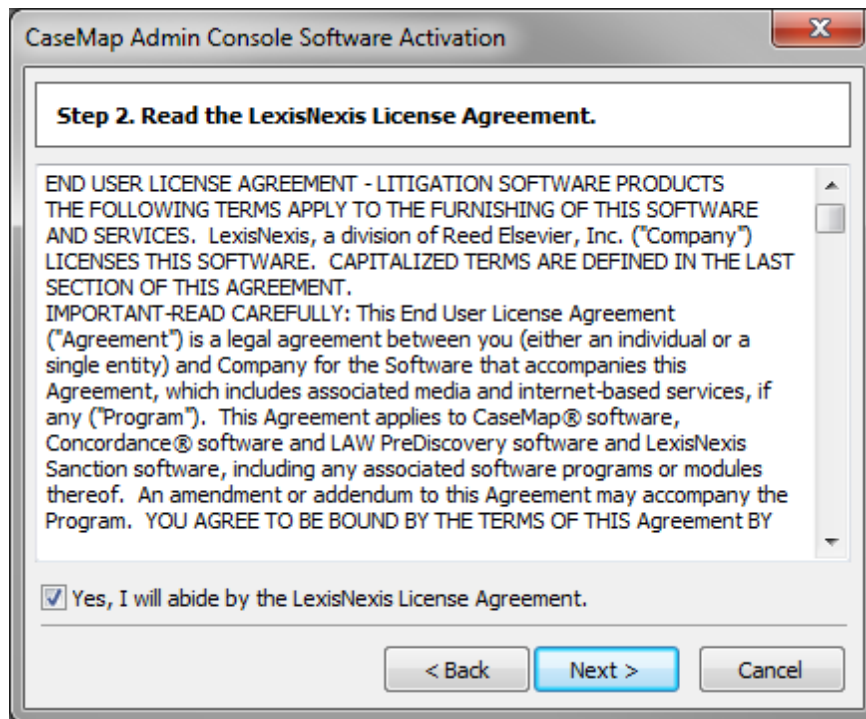 CaseMap Admin Console Software Activation
Step 2. Read the LexisNexis License Agreement.
END USER LICENSE AGREEMENT - LITIGATION SOFTWARE PRODUCTS
THE FOLLOWING TERMS APPLY TO THE FURNISHING OF THIS SOFTWARE
AND SERVICES.  LexisNexis, a division of Reed Elsevier, Inc. ("Company")
LICENSES THIS SOFTWARE.  CAPITALIZED TERMS ARE DEFINED IN THE LAST
SECTION OF THIS AGREEMENT.
IMPORTANT-READ CAREFULLY: This End User License Agreement
("Agreement") is a legal agreement between you (either an individual or a
single entity) and Company for the Software that accompanies this
Agreement, which includes associated media and internet-based services, if
any ("Program").  This Agreement applies to CaseMap® software,
Concordance® software and LAW PreDiscovery software and LexisNexis
Sanction software, including any associated software programs or modules
thereof.  An amendment or addendum to this Agreement may accompany the
Program.  YOU AGREE TO BE BOUND BY THE TERMS OF THIS Agreement BY
Yes, I will abide by the LexisNexis License Agreement.
< Back
Next >
Cancel